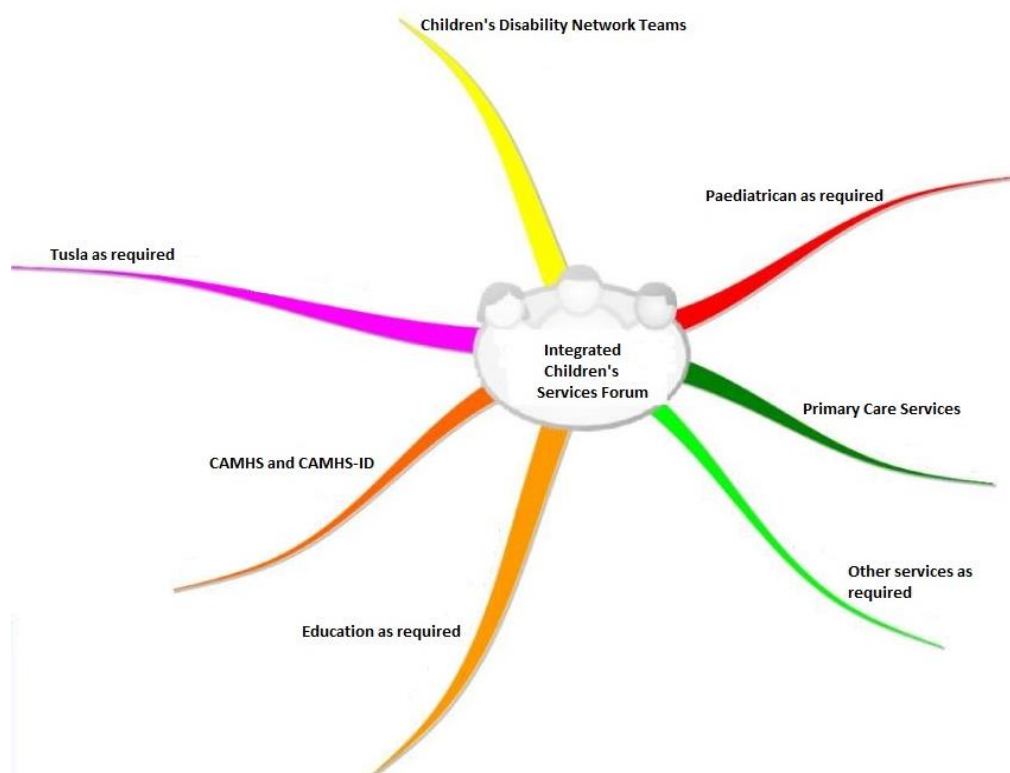 Children's Disability Network Teams
Paediatrican as required
Tusla as required
Integrated
Children's
Services Forum
Primary Care Services
CAMHS and CAMHS-ID
Other services as
required
Education as required